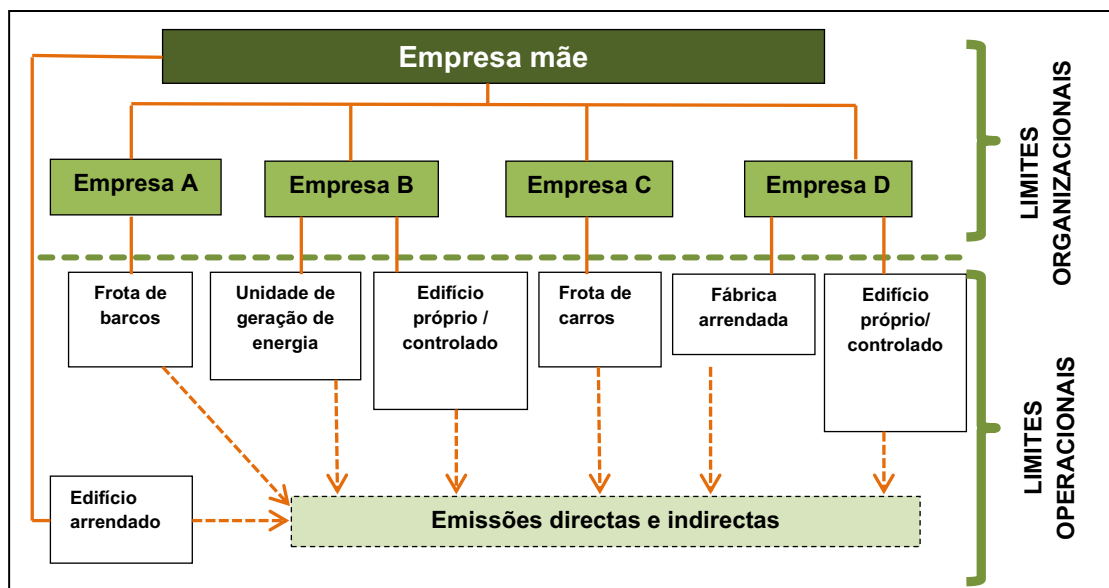 Empresa mãe
Empresa A
Empresa B
Empresa C
Empresa D
LIMITES
ORGANIZACIONAIS
Frota de
barcos
Unidade de
geração de
energia
Edifício
próprio /
controlado
Frota de
carros
Fábrica
arrendada
Edifício
próprio/
controlado
LIMITES
OPERACIONAIS
Edifício
arrendado
Emissões directas e indirectas